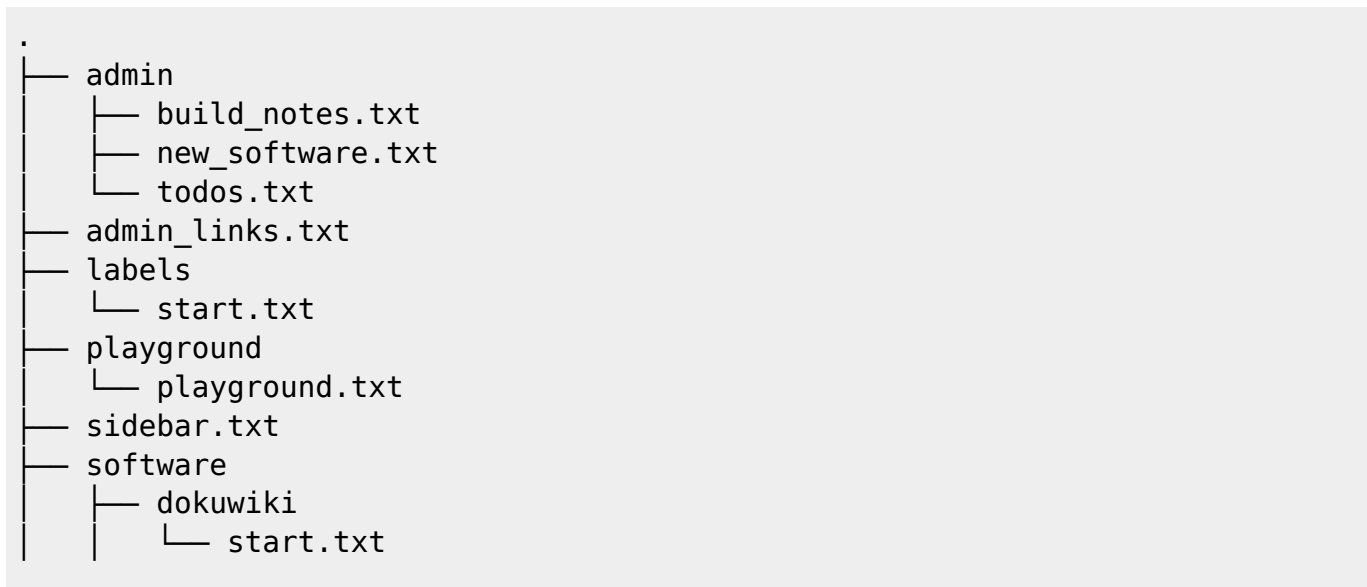 .
├── admin
│   ├── build_notes.txt
│   ├── new_software.txt
│   └── todos.txt
├── admin_links.txt
├── labels
│   └── start.txt
├── playground
│   └── playground.txt
├── sidebar.txt
├── software
│   ├── dokuwiki
│   │   └── start.txt